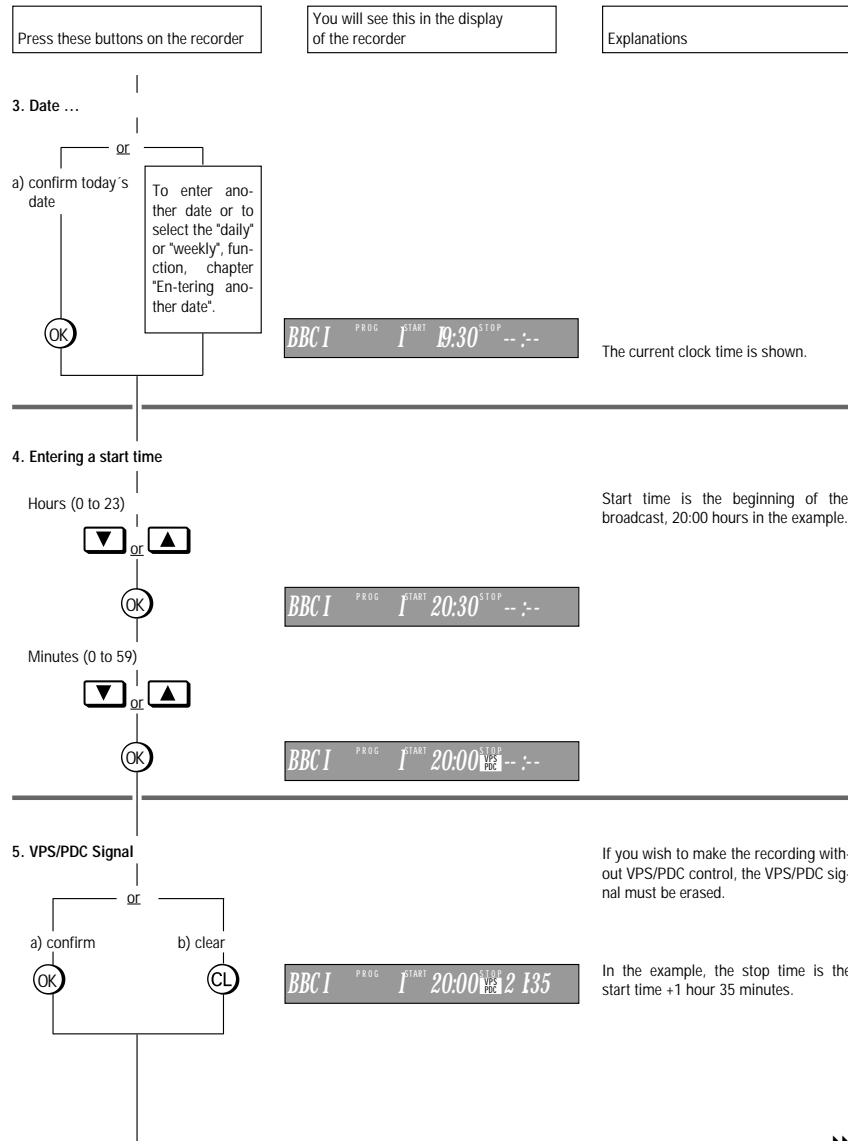 Press these buttons on the recorder
You will see this in the display
of the recorder
Explanations
3. Date …
or
a) confirm today´s
date
To enter ano-
ther date or to
select the "daily"
or "weekly", fun-
ction, chapter
"En-tering ano-
ther date".
OK
BBC I PROG I START I9:30 STOP -- :--
The current clock time is shown.
4. Entering a start time
Hours (0 to 23)
▼ or ▲
Start time is the beginning of the
broadcast, 20:00 hours in the example.
OK
BBC I PROG I START 20:30 STOP -- :--
Minutes (0 to 59)
▼ or ▲
OK
BBC I PROG I START 20:00 STOP VPS PDC -- :--
5. VPS/PDC Signal
If you wish to make the recording with-
out VPS/PDC control, the VPS/PDC sig-
nal must be erased.
or
a) confirm b) clear
OK CL
BBC I PROG I START 20:00 STOP VPS PDC 2 I:35
In the example, the stop time is the
start time +1 hour 35 minutes.